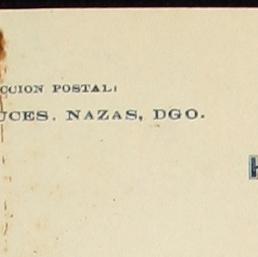 CCION POSTAL:
UCES. NAZAS, DGO.
H